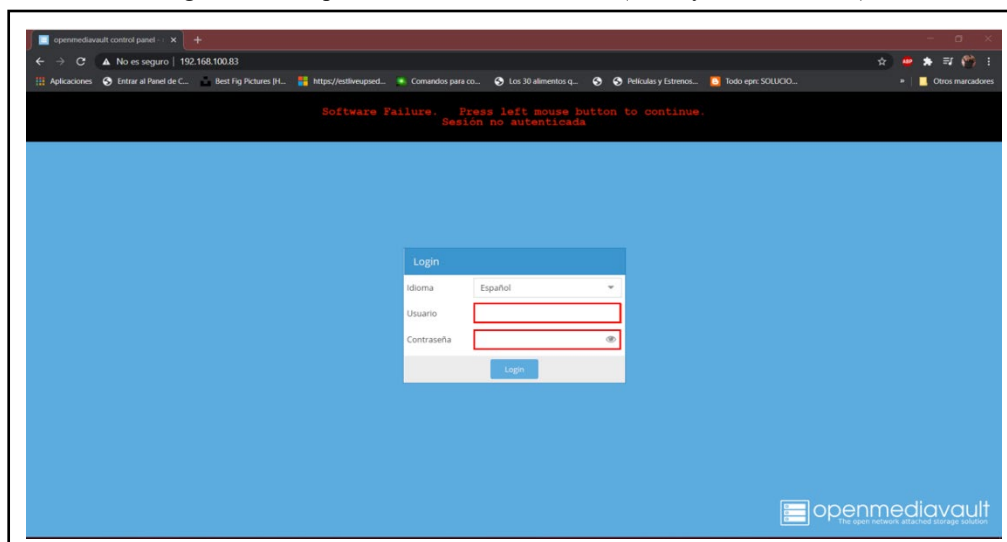 openmediavault control panel - 
No es seguro | 192.168.100.83
Aplicaciones Entrar al Panel de C... Best Fig Pictures [H... https://estliveupsed... Comandos para co... Los 30 alimentos q... Películas y Estrenos... Todo epn: SOLUCIO... » Otros marcadores
Software Failure. Press left mouse button to continue.
Sesión no autenticada
Login
Idioma Español
Usuario
Contraseña
Login
openmediavault
The open network attached storage solution